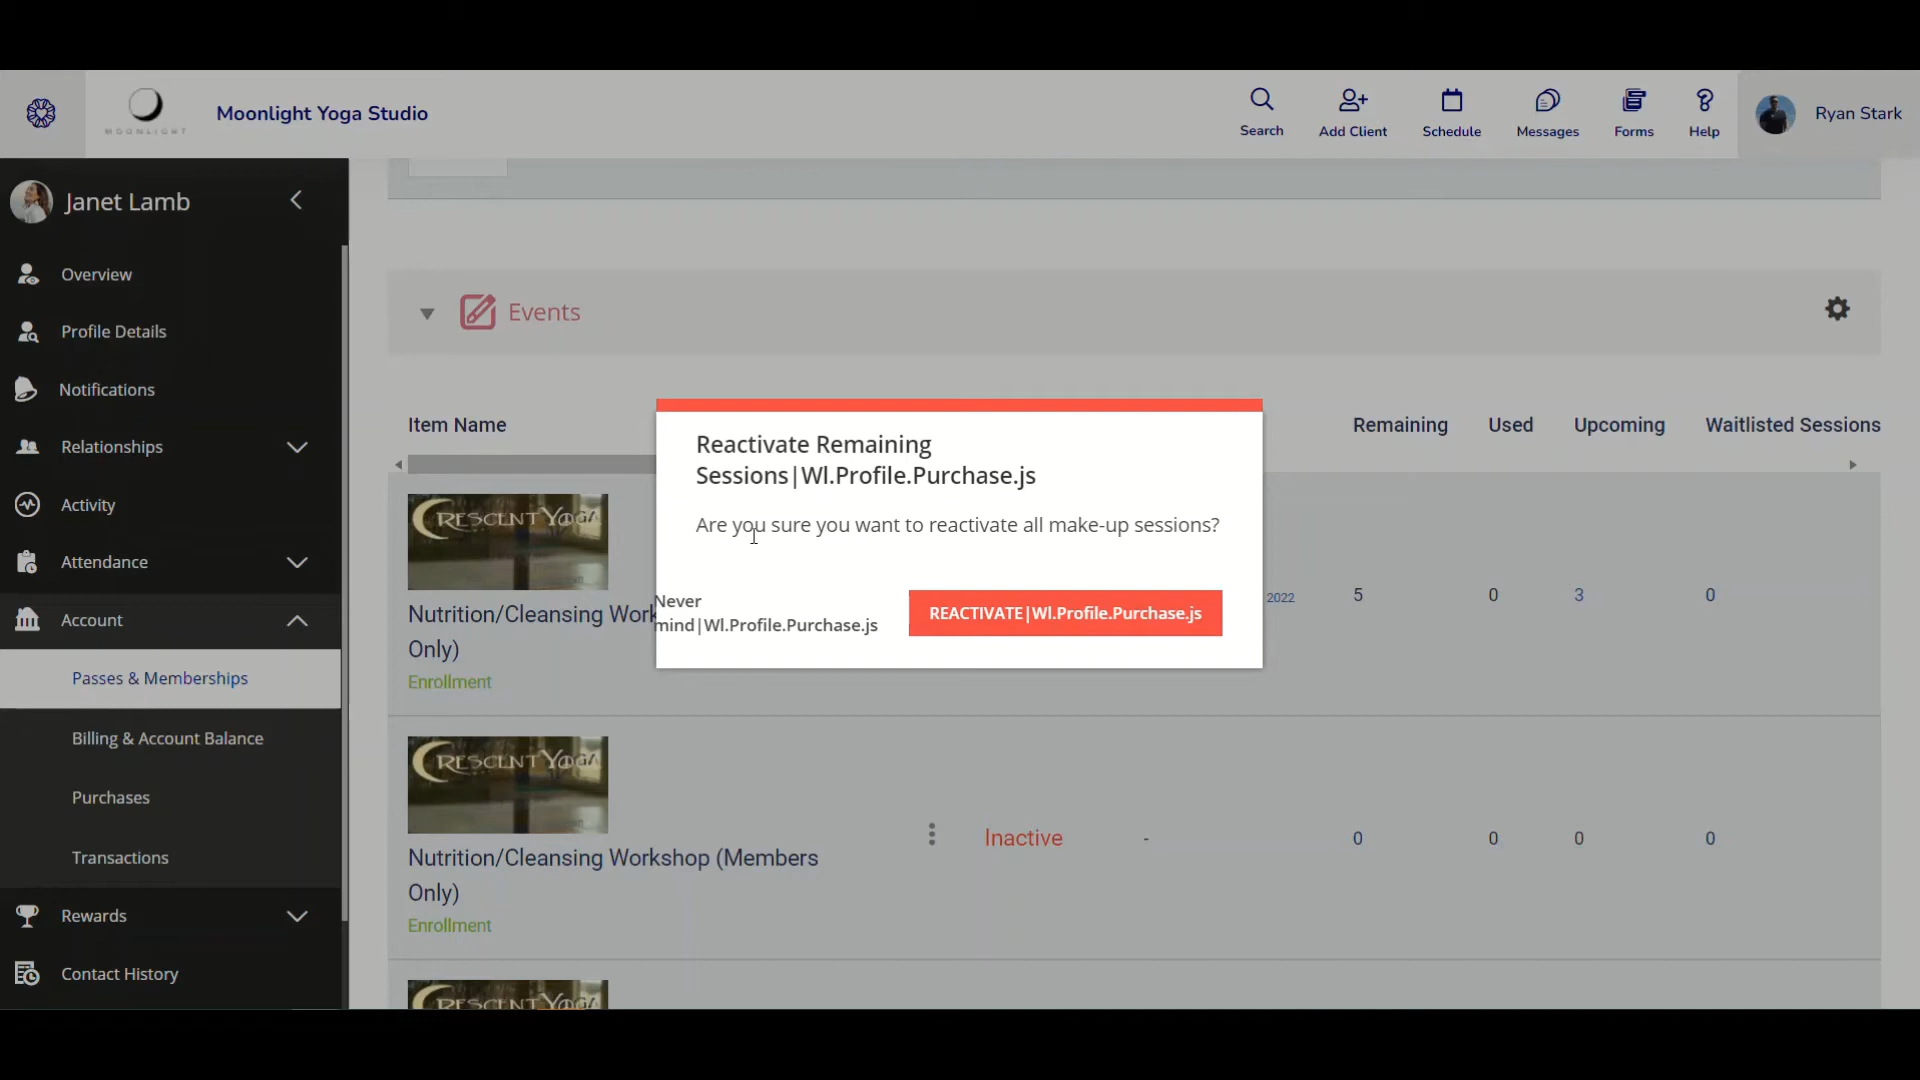 MOONLIGHT
Moonlight Yoga Studio
Search
Add Client
Schedule
Messages
Forms
Help
Ryan Stark
Janet Lamb
Overview
Profile Details
Notifications
Relationships
Activity
Attendance
Account
Passes & Memberships
Billing & Account Balance
Purchases
Transactions
Rewards
Contact History
Events
Item Name
Remaining
Used
Upcoming
Waitlisted Sessions
Reactivate Remaining
Sessions|Wl.Profile.Purchase.js
Are you sure you want to reactivate all make-up sessions?
Never
mind|Wl.Profile.Purchase.js
REACTIVATE|Wl.Profile.Purchase.js
CRESCENT YOGA
Nutrition/Cleansing Work
Only)
Enrollment
2022
5
0
3
0
CRESCENT YOGA
Nutrition/Cleansing Workshop (Members
Only)
Enrollment
Inactive
-
0
0
0
0
CRESCENT YOGA